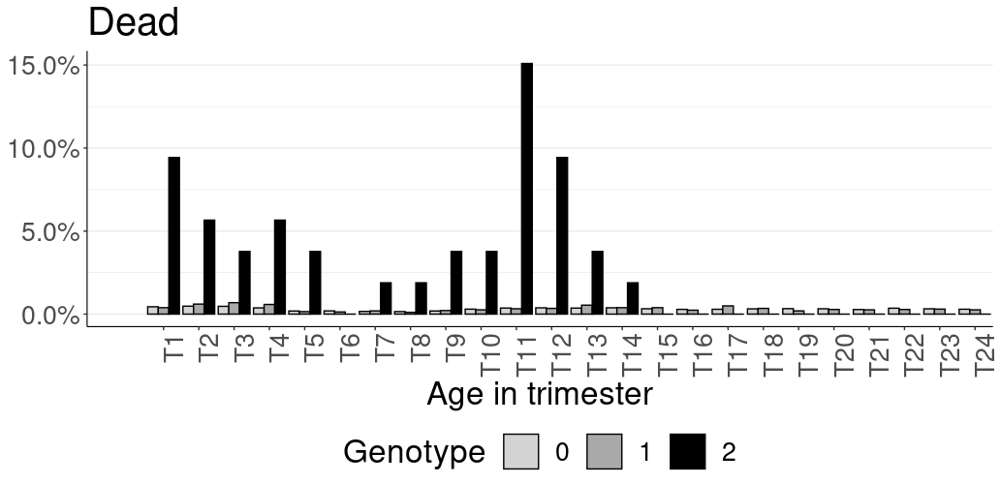 Dead
15.0%
10.0%
5.0%
0.0%
T1 T2 T3 T4 T5 T6 T7 T8 T9 T10 T11 T12 T13 T14 T15 T16 T17 T18 T19 T20 T21 T22 T23 T24
Age in trimester
Genotype 0 1 2